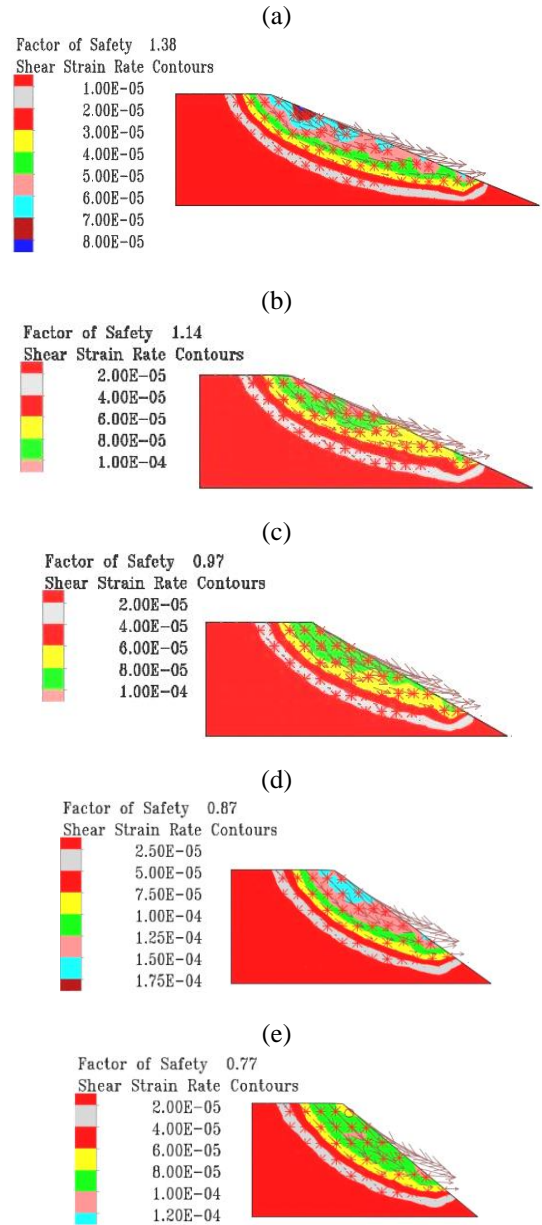 (a)
Factor of Safety 1.38
Shear Strain Rate Contours
1.00E-05
2.00E-05
3.00E-05
4.00E-05
5.00E-05
6.00E-05
7.00E-05
8.00E-05
(b)
Factor of Safety 1.14
Shear Strain Rate Contours
2.00E-05
4.00E-05
6.00E-05
8.00E-05
1.00E-04
(c)
Factor of Safety 0.97
Shear Strain Rate Contours
2.00E-05
4.00E-05
6.00E-05
8.00E-05
1.00E-04
(d)
Factor of Safety 0.87
Shear Strain Rate Contours
2.50E-05
5.00E-05
7.50E-05
1.00E-04
1.25E-04
1.50E-04
1.75E-04
(e)
Factor of Safety 0.77
Shear Strain Rate Contours
2.00E-05
4.00E-05
6.00E-05
8.00E-05
1.00E-04
1.20E-04